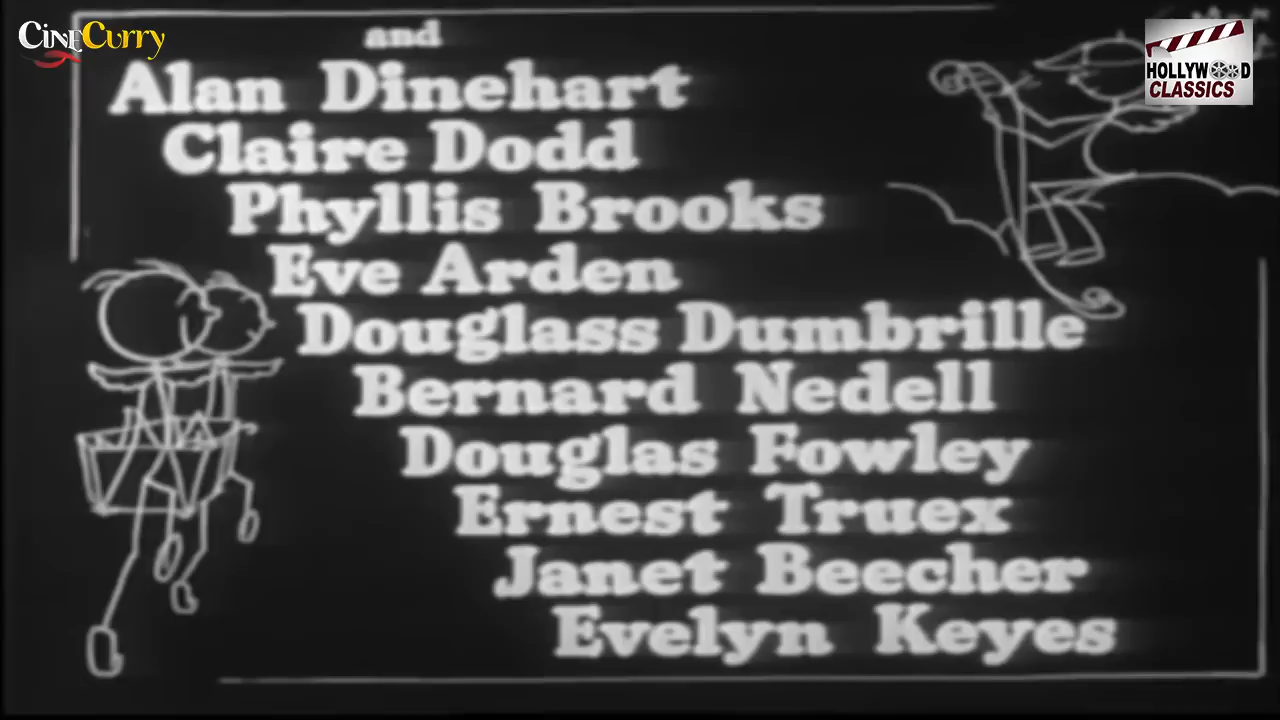 CineCurry
HOLLYWOOD
CLASSICS
and
Alan Dinehart
Claire Dodd
Phyllis Brooks
Eve Arden
Douglass Dumbrille
Bernard Nedell
Douglas Fowley
Ernest Truex
Janet Beecher
Evelyn Keyes